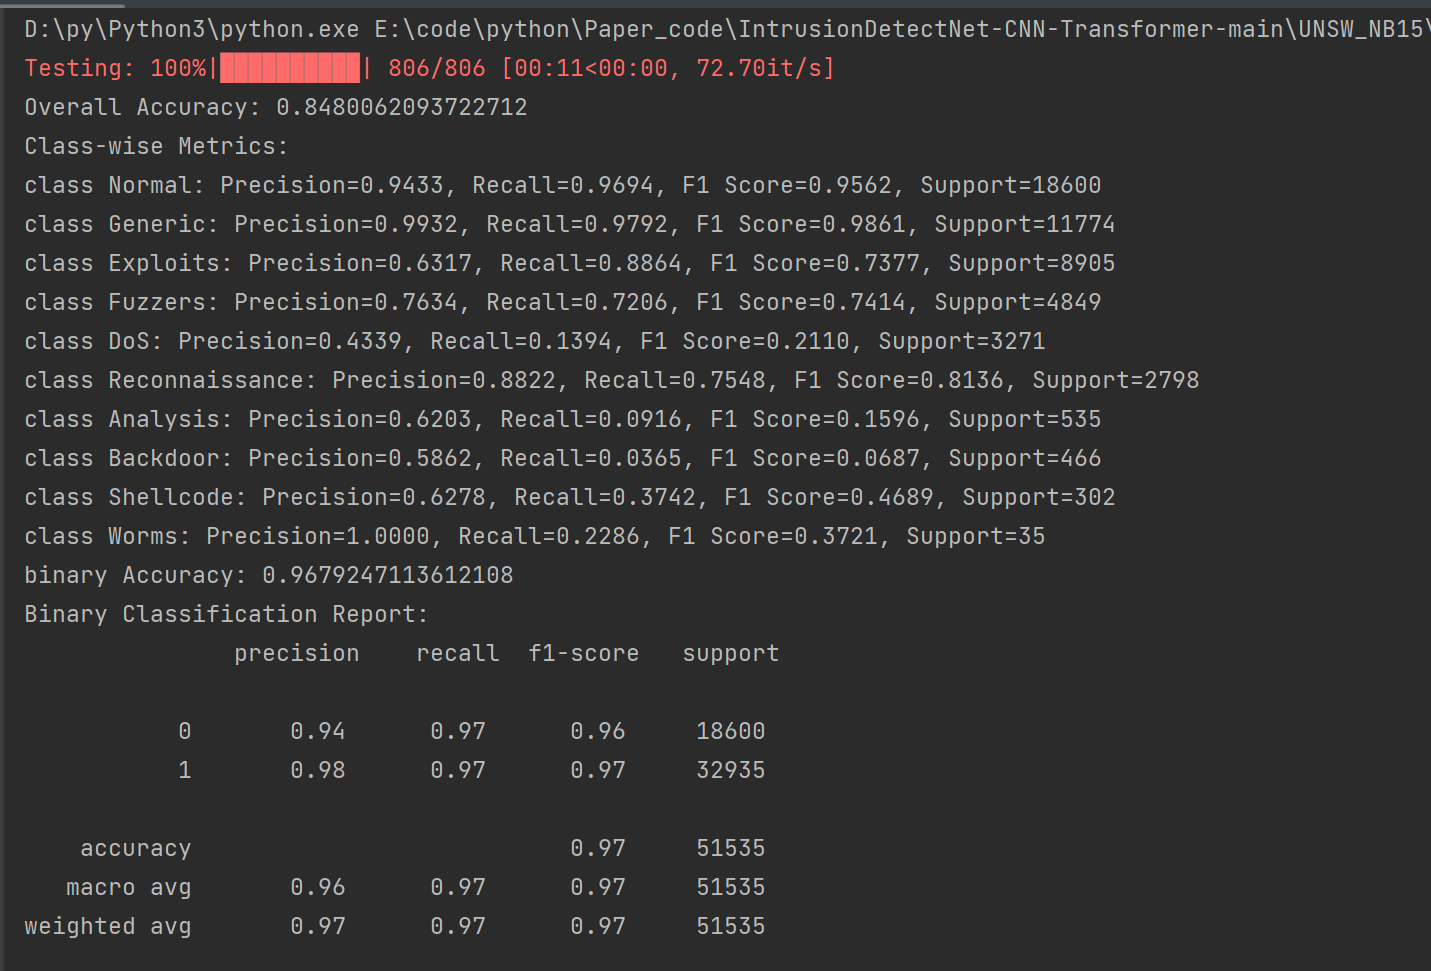 D:\py\Python3\python.exe E:\code\python\Paper_code\IntrusionDetectNet-CNN-Transformer-main\UNSW_NB15\
Testing: 100%|██████████| 806/806 [00:11<00:00, 72.70it/s]
Overall Accuracy: 0.8480062093722712
Class-wise Metrics:
class Normal: Precision=0.9433, Recall=0.9694, F1 Score=0.9562, Support=18600
class Generic: Precision=0.9932, Recall=0.9792, F1 Score=0.9861, Support=11774
class Exploits: Precision=0.6317, Recall=0.8864, F1 Score=0.7377, Support=8905
class Fuzzers: Precision=0.7634, Recall=0.7206, F1 Score=0.7414, Support=4849
class DoS: Precision=0.4339, Recall=0.1394, F1 Score=0.2110, Support=3271
class Reconnaissance: Precision=0.8822, Recall=0.7548, F1 Score=0.8136, Support=2798
class Analysis: Precision=0.6203, Recall=0.0916, F1 Score=0.1596, Support=535
class Backdoor: Precision=0.5862, Recall=0.0365, F1 Score=0.0687, Support=466
class Shellcode: Precision=0.6278, Recall=0.3742, F1 Score=0.4689, Support=302
class Worms: Precision=1.0000, Recall=0.2286, F1 Score=0.3721, Support=35
binary Accuracy: 0.9679247113612108
Binary Classification Report:
precision recall f1-score support
0 0.94 0.97 0.96 18600
1 0.98 0.97 0.97 32935
accuracy 0.97 51535
macro avg 0.96 0.97 0.97 51535
weighted avg 0.97 0.97 0.97 51535